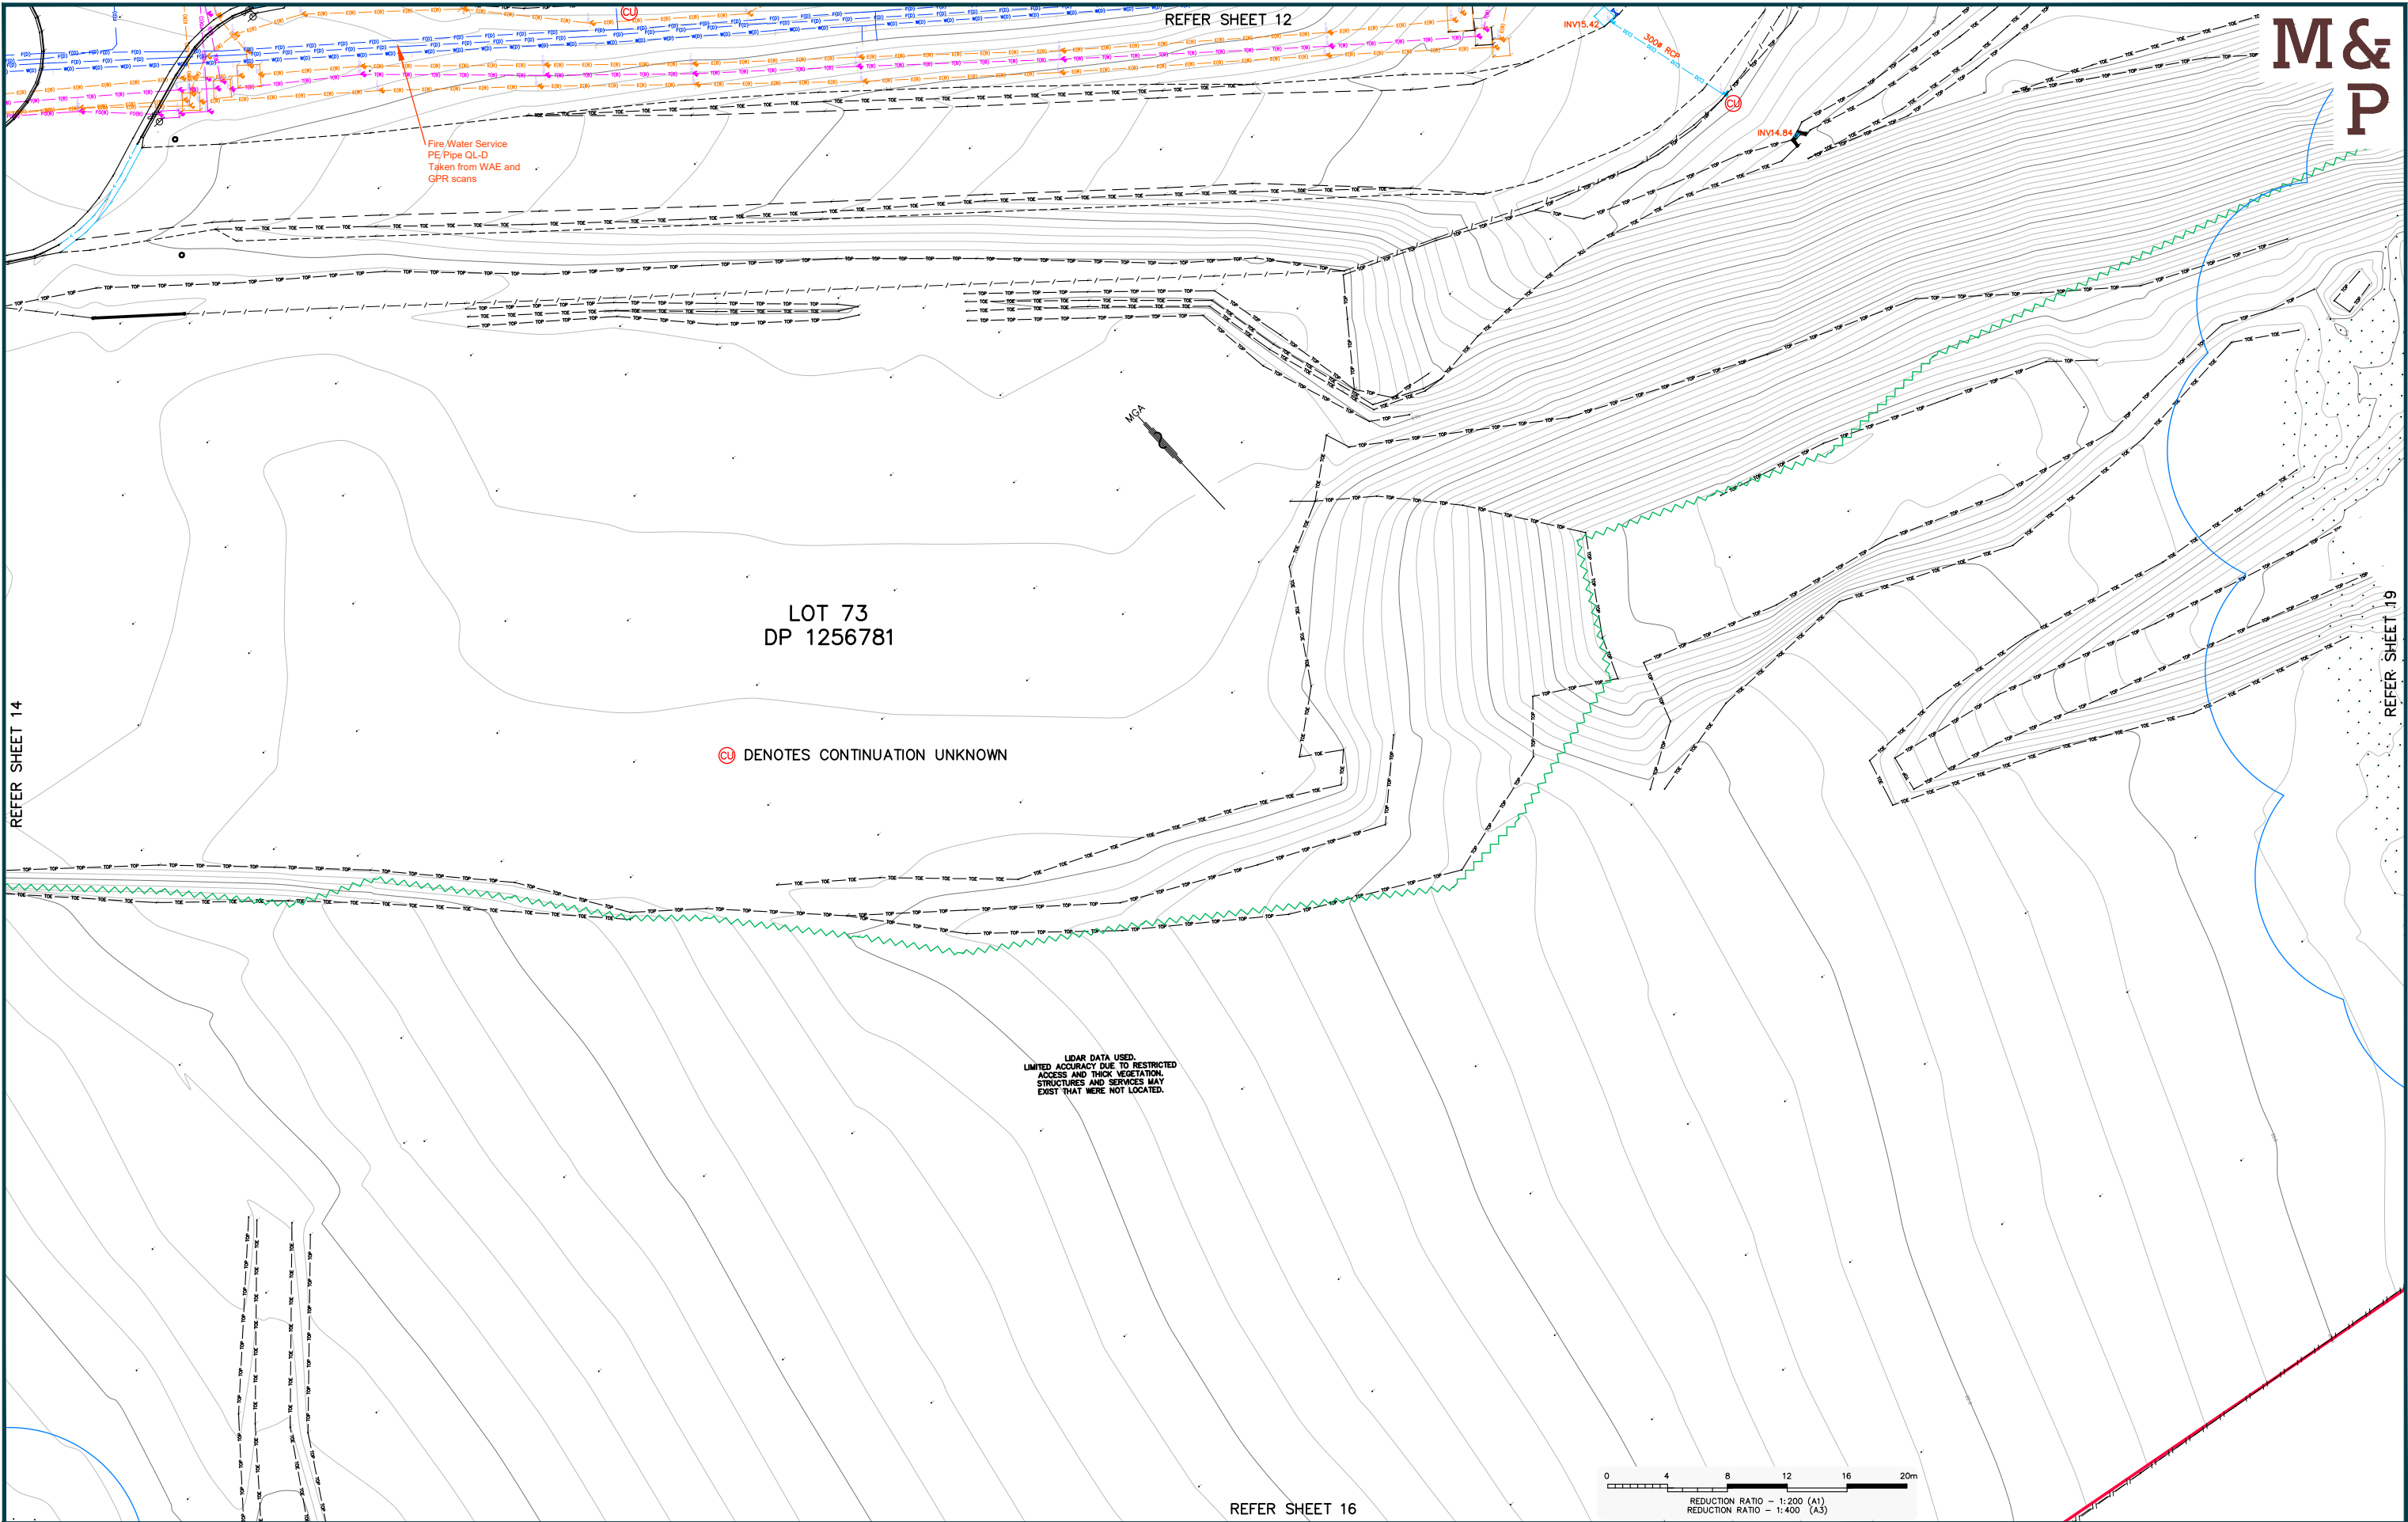 REFER SHEET 12
M&
P
CU
INV15.42
300ø RCP
CU
INV14.84
Fire Water Service
PE Pipe QL-D
Taken from WAE and
GPR scans
MGA
LOT 73
DP 1256781
REFER SHEET 14
REFER SHEET 19
CU DENOTES CONTINUATION UNKNOWN
LIDAR DATA USED.
LIMITED ACCURACY DUE TO RESTRICTED
ACCESS AND THICK VEGETATION.
STRUCTURES AND SERVICES MAY
EXIST THAT WERE NOT LOCATED.
0 4 8 12 16 20m
REDUCTION RATIO - 1:200 (A1)
REDUCTION RATIO - 1:400 (A3)
REFER SHEET 16